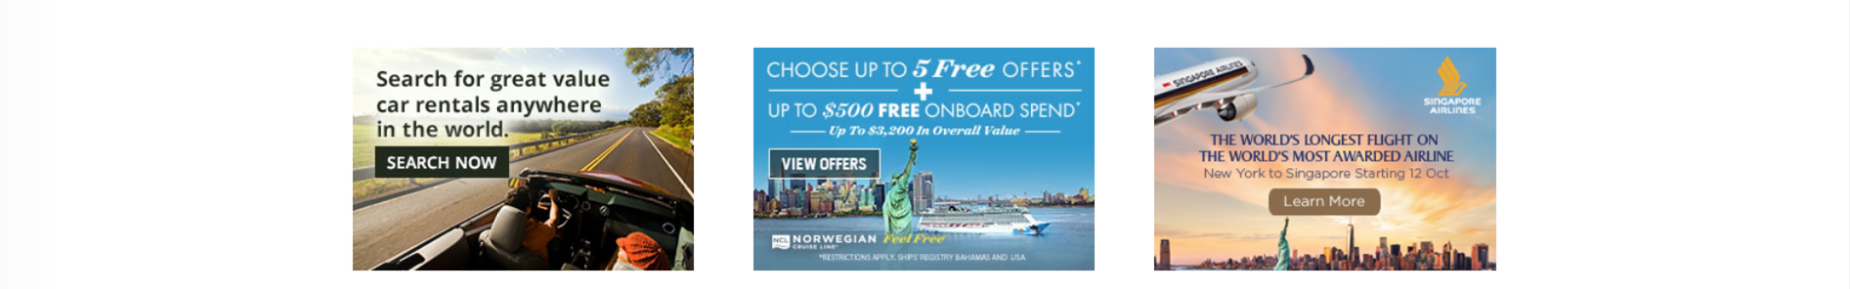 Search for great value
car rentals anywhere
in the world.
SEARCH NOW
CHOOSE UP TO 5 Free OFFERS*
+
UP TO $500 FREE ONBOARD SPEND*
Up To $3,200 In Overall Value
VIEW OFFERS
NCL NORWEGIAN
CRUISE LINE®
Feel Free®
*RESTRICTIONS APPLY. SHIPS' REGISTRY BAHAMAS AND USA
SINGAPORE AIRLINES
SINGAPORE
AIRLINES
THE WORLD'S LONGEST FLIGHT ON
THE WORLD'S MOST AWARDED AIRLINE
New York to Singapore Starting 12 Oct
Learn More